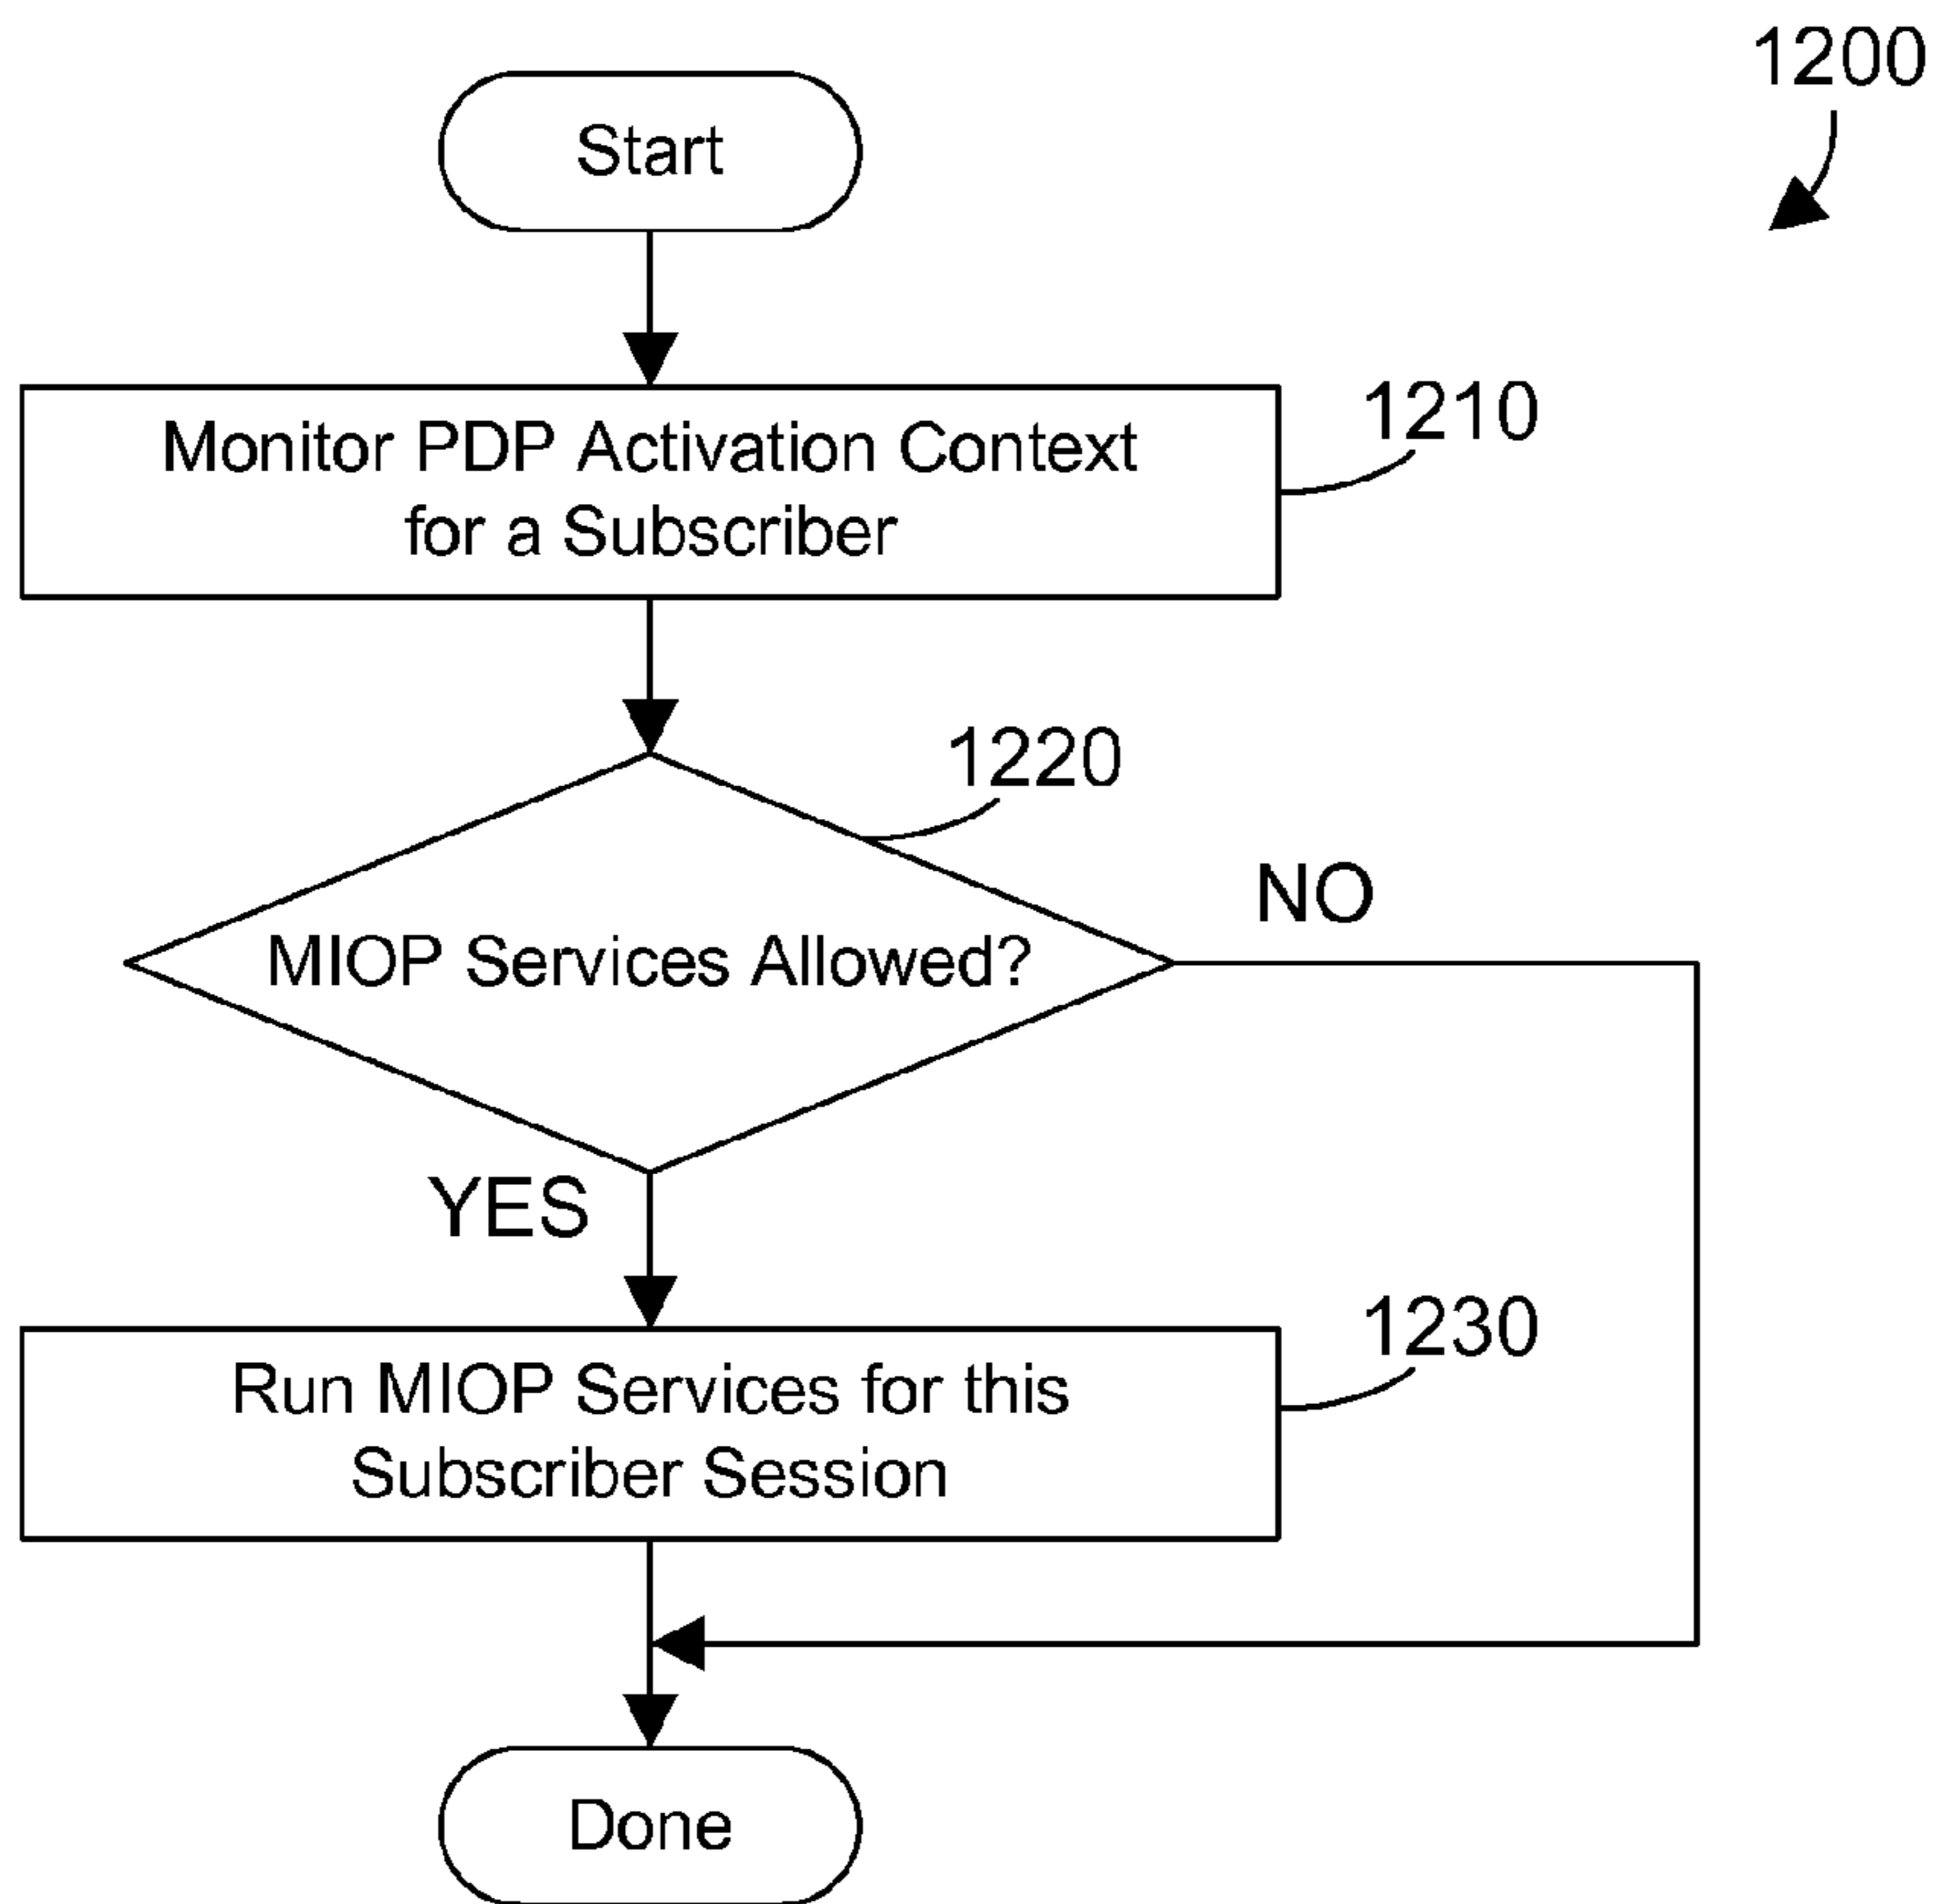 1200
Start
Monitor PDP Activation Context
for a Subscriber
1210
1220
MIOP Services Allowed?
NO
YES
Run MIOP Services for this
Subscriber Session
1230
Done